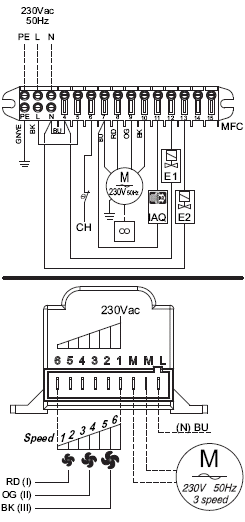 230Vac
50Hz
PE L N
PE L N 4 5 6 7 8 9 10 11 12 13 14 15
MFC
GNYE BK BU BU RD OG BK
M
230V 50Hz
∞
CH
IAQ
E1
E2
230Vac
6 5 4 3 2 1 M M L
Speed 1 2 3 4 5 6
(N) BU
RD (I)
OG (II)
BK (III)
M
230V 50Hz
3 speed